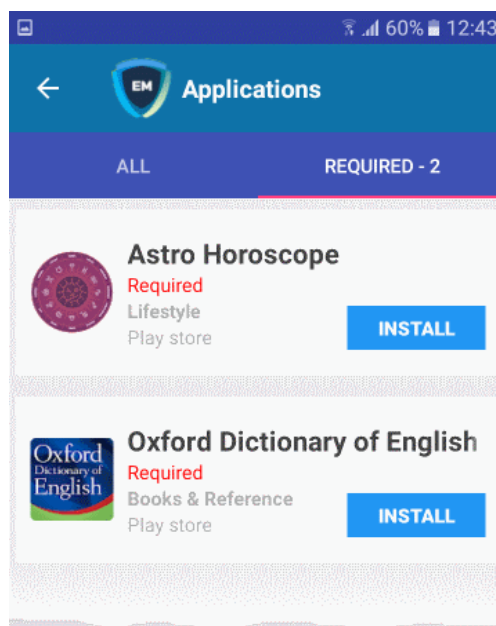 60% 12:43
EM
Applications
ALL
REQUIRED - 2
Astro Horoscope
Required
Lifestyle
Play store
INSTALL
Oxford
Dictionary of
English
Oxford Dictionary of English
Required
Books & Reference
Play store
INSTALL